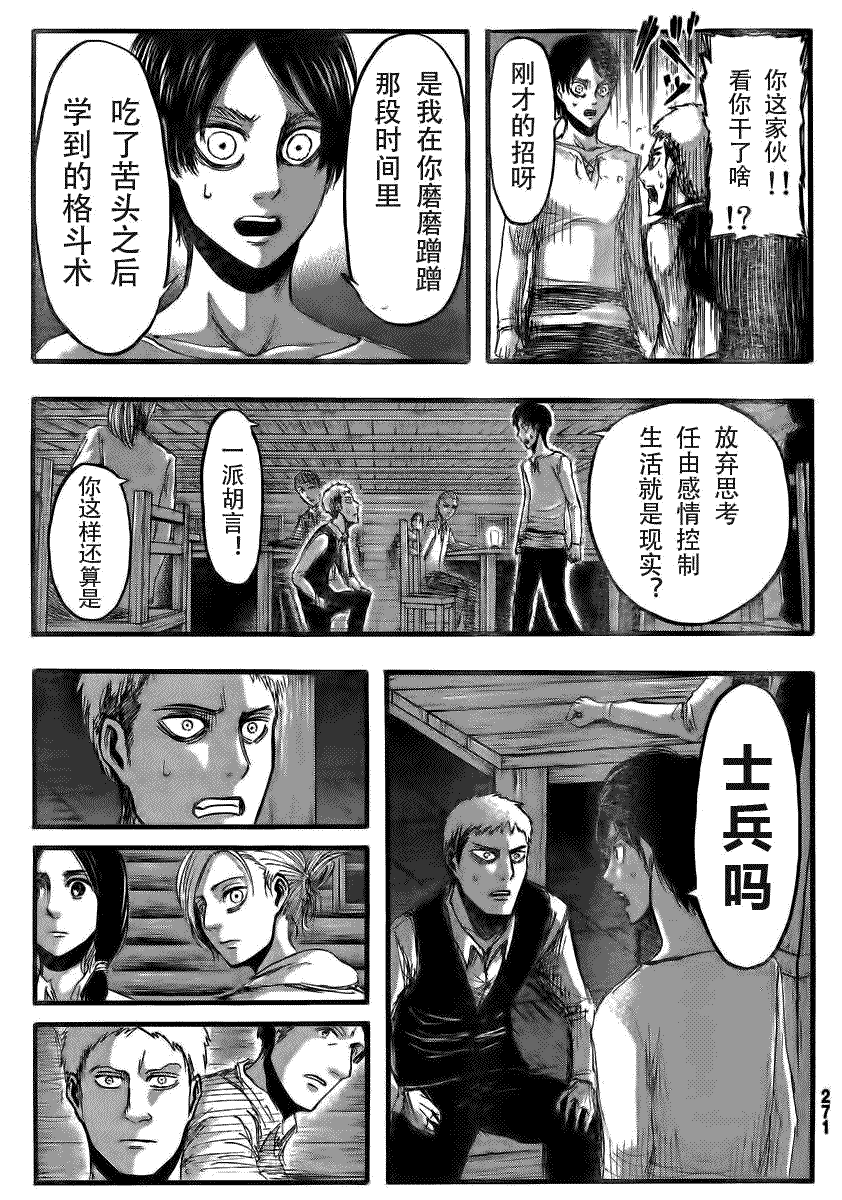 你这家伙!!
看你干了啥!?
刚才的招呀
是我在你磨磨蹭蹭
那段时间里
吃了苦头之后
学到的格斗术
放弃思考
任由感情控制
生活就是现实?
一派胡言!
你这样还算是
士兵吗
271